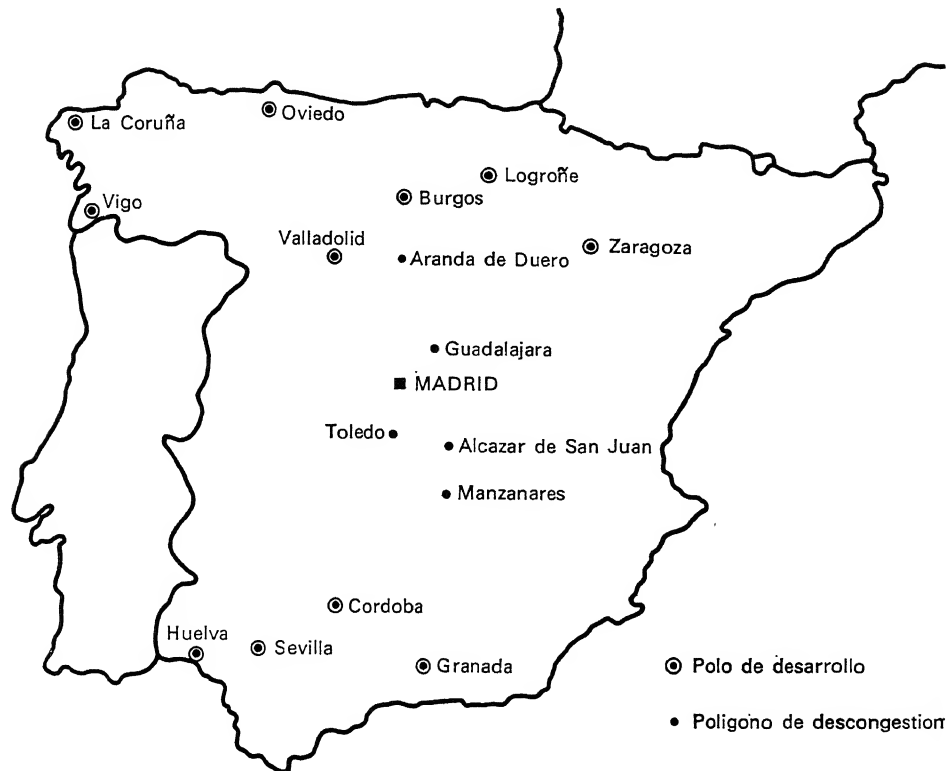 La Coruña
Oviedo
Logroñe
Burgos
Vigo
Valladolid
Aranda de Duero
Zaragoza
Guadalajara
MADRID
Toledo
Alcazar de San Juan
Manzanares
Cordoba
Huelva
Sevilla
Granada
Polo de desarrollo
Poligono de descongestion